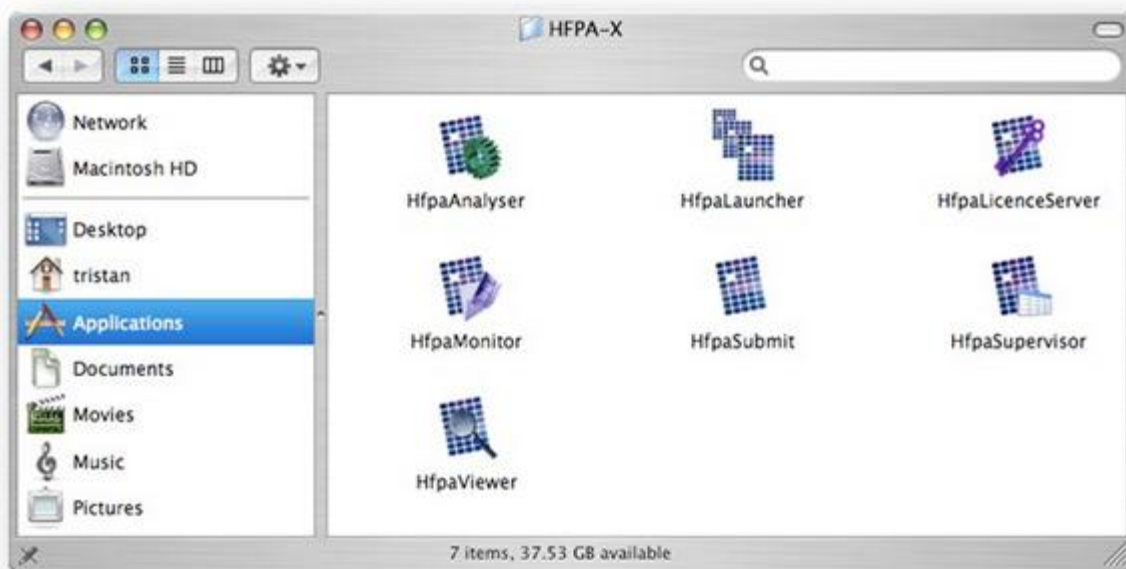 HFPA-X
Network
Macintosh HD
Desktop
tristan
Applications
Documents
Movies
Music
Pictures
HfpaAnalyser
HfpaLauncher
HfpaLicenceServer
HfpaMonitor
HfpaSubmit
HfpaSupervisor
HfpaViewer
7 items, 37.53 GB available